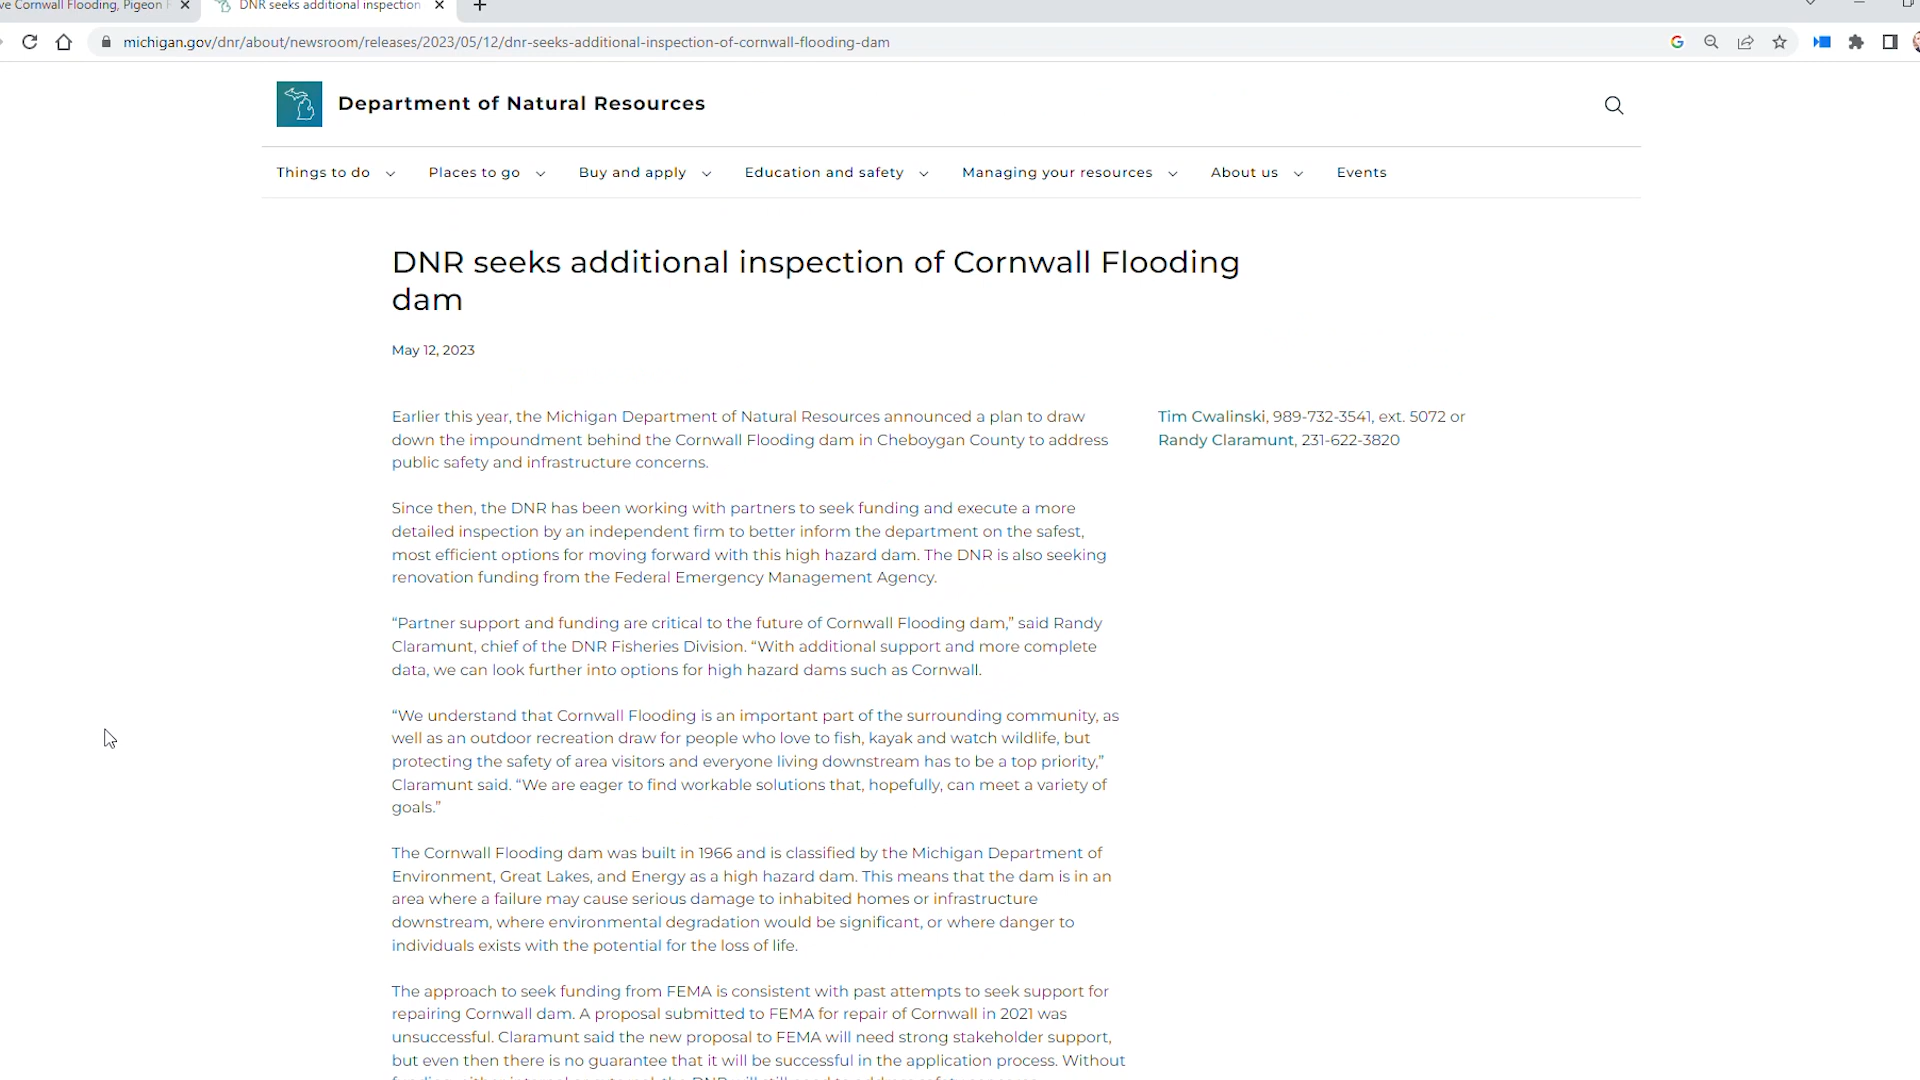 ve Cornwall Flooding, Pigeon
DNR seeks additional inspection
michigan.gov/dnr/about/newsroom/releases/2023/05/12/dnr-seeks-additional-inspection-of-cornwall-flooding-dam
Department of Natural Resources
Things to do Places to go Buy and apply Education and safety Managing your resources About us Events
DNR seeks additional inspection of Cornwall Flooding
dam
May 12, 2023
Earlier this year, the Michigan Department of Natural Resources announced a plan to draw
down the impoundment behind the Cornwall Flooding dam in Cheboygan County to address
public safety and infrastructure concerns.
Tim Cwalinski, 989-732-3541, ext. 5072 or
Randy Claramunt, 231-622-3820
Since then, the DNR has been working with partners to seek funding and execute a more
detailed inspection by an independent firm to better inform the department on the safest,
most efficient options for moving forward with this high hazard dam. The DNR is also seeking
renovation funding from the Federal Emergency Management Agency.
“Partner support and funding are critical to the future of Cornwall Flooding dam,” said Randy
Claramunt, chief of the DNR Fisheries Division. “With additional support and more complete
data, we can look further into options for high hazard dams such as Cornwall.
“We understand that Cornwall Flooding is an important part of the surrounding community, as
well as an outdoor recreation draw for people who love to fish, kayak and watch wildlife, but
protecting the safety of area visitors and everyone living downstream has to be a top priority,”
Claramunt said. “We are eager to find workable solutions that, hopefully, can meet a variety of
goals.”
The Cornwall Flooding dam was built in 1966 and is classified by the Michigan Department of
Environment, Great Lakes, and Energy as a high hazard dam. This means that the dam is in an
area where a failure may cause serious damage to inhabited homes or infrastructure
downstream, where environmental degradation would be significant, or where danger to
individuals exists with the potential for the loss of life.
The approach to seek funding from FEMA is consistent with past attempts to seek support for
repairing Cornwall dam. A proposal submitted to FEMA for repair of Cornwall in 2021 was
unsuccessful. Claramunt said the new proposal to FEMA will need strong stakeholder support,
but even then there is no guarantee that it will be successful in the application process. Without